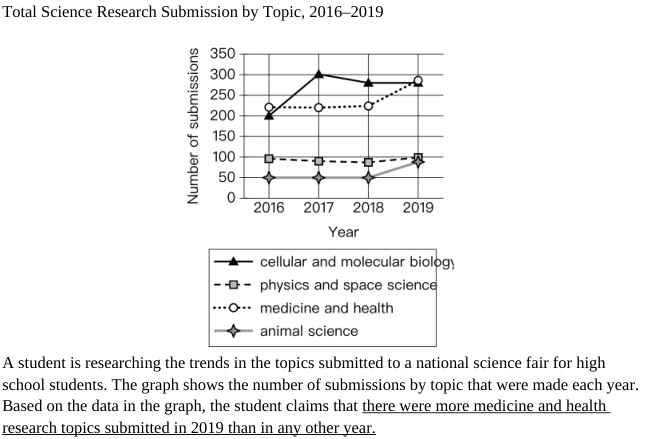 Total Science Research Submission by Topic, 2016–2019
Number of submissions
350
300
250
200
150
100
50
0
2016 2017 2018 2019
Year
cellular and molecular biology
physics and space science
medicine and health
animal science
A student is researching the trends in the topics submitted to a national science fair for high
school students. The graph shows the number of submissions by topic that were made each year.
Based on the data in the graph, the student claims that there were more medicine and health
research topics submitted in 2019 than in any other year.